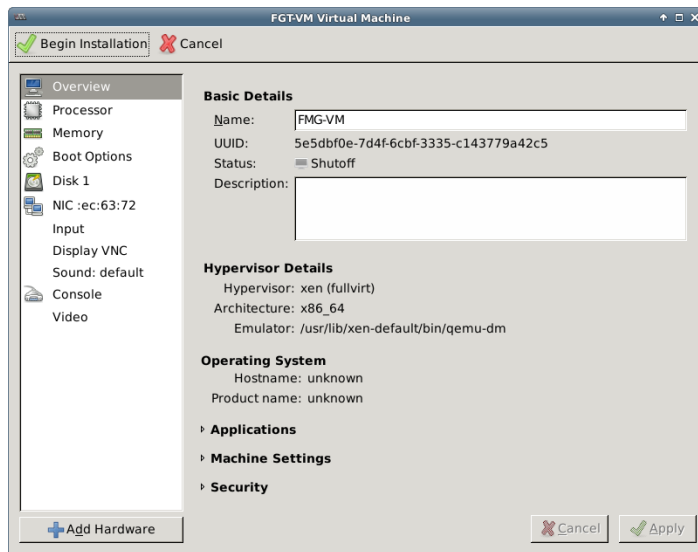 FGT-VM Virtual Machine
Begin Installation
Cancel
Overview
Processor
Memory
Boot Options
Disk 1
NIC :ec:63:72
Input
Display VNC
Sound: default
Console
Video
Add Hardware
Basic Details
Name: FMG-VM
UUID: 5e5dbf0e-7d4f-6cbf-3335-c143779a42c5
Status: Shutoff
Description:
Hypervisor Details
Hypervisor: xen (fullvirt)
Architecture: x86_64
Emulator: /usr/lib/xen-default/bin/qemu-dm
Operating System
Hostname: unknown
Product name: unknown
Applications
Machine Settings
Security
Cancel
Apply